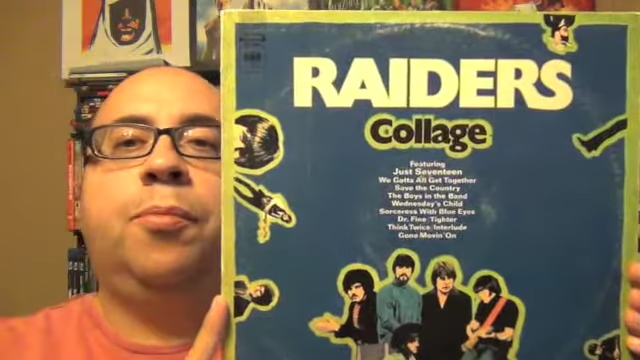 RAIDERS
Collage
Featuring
Just Seventeen
We Gotta All Get Together
Save the Country
The Boys in the Band
Wednesday's Child
Sorceress With Blue Eyes
Dr. Fine/Tighter
Think Twice/Interlude
Gone Movin' On